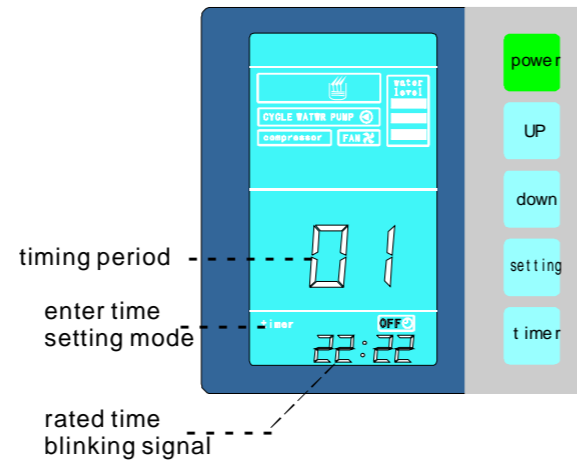 water
level
CYCLE WATWR PUMP
compressor FAN
01
timer OFF
22:22
power
UP
down
setting
timer
timing period
enter time
setting mode
rated time
blinking signal